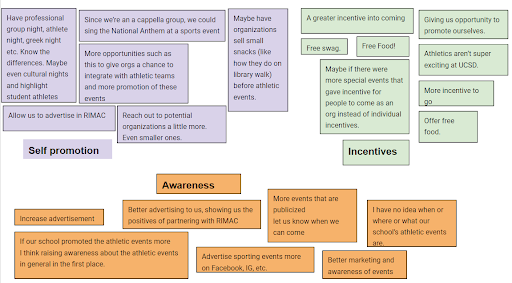 Have professional
group night, athlete
night, greek night
etc. Know the
differences. Maybe
even cultural nights
and highlight
student athletes
Since we're an a cappella group, we could
sing the National Anthem at a sports event
More opportunities such as
this to give orgs a chance to
integrate with athletic teams
and more promotion of these
events
Maybe have
organizations
sell small
snacks (like
how they do on
library walk)
before athletic
events.
Allow us to advertise in RIMAC
Reach out to potential
organizations a little more.
Even smaller ones.
Self promotion
A greater incentive into coming
Free swag.
Free Food!
Maybe if there were
more special events that
gave incentive for
people to come as an
org instead of individual
incentives.
Giving us opportunity to
promote ourselves.
Athletics aren't super
exciting at UCSD.
More incentive to
go
Offer free
food.
Incentives
Awareness
Increase advertisement
Better advertising to us, showing us the
positives of partnering with RIMAC
More events that are
publicized
let us know when we
can come
I have no idea when or
where or what our
school's athletic events
are.
If our school promoted the athletic events more
I think raising awareness about the athletic events
in general in the first place.
Advertise sporting events more
on Facebook, IG, etc.
Better marketing and
awareness of events